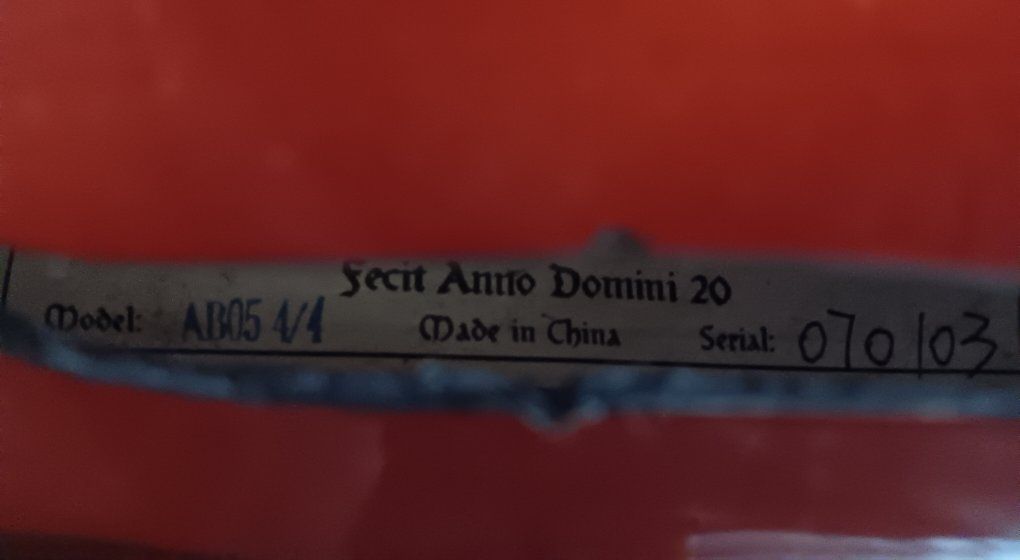 Fecit Anno Domini 20
Model: AB05 4/4 Made in China Serial: 070103